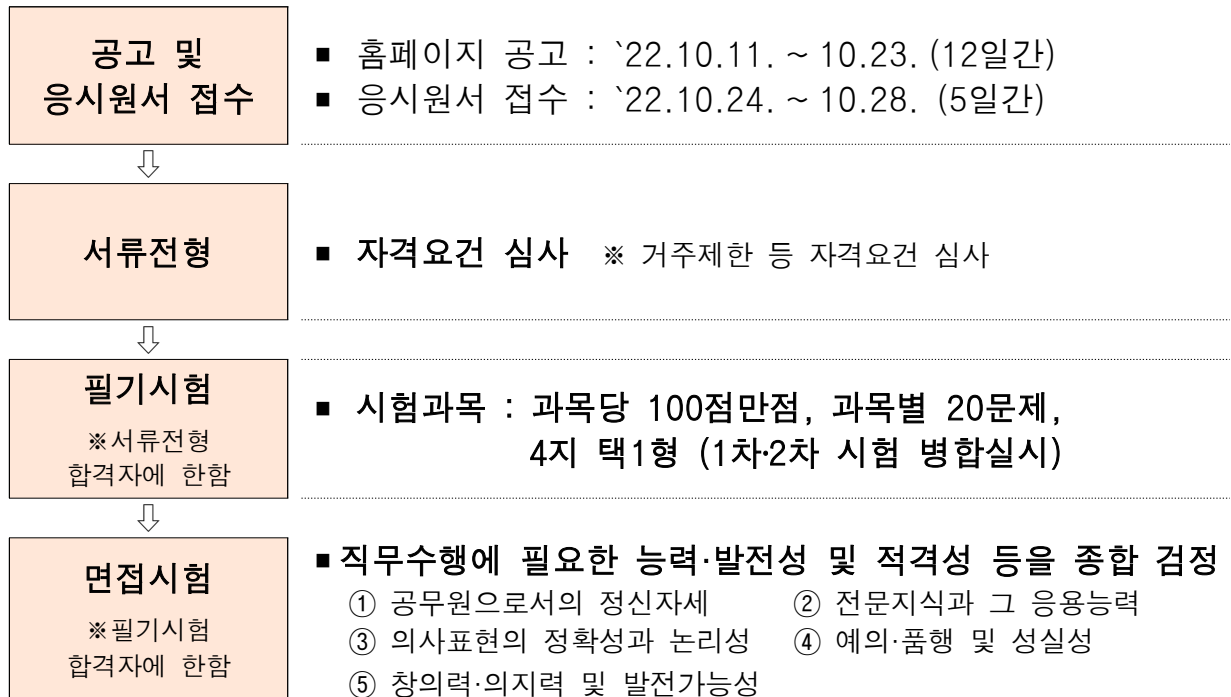 공고 및
응시원서 접수
■ 홈페이지 공고 : `22.10.11. ~ 10.23. (12일간)
■ 응시원서 접수 : `22.10.24. ~ 10.28. (5일간)
⇩
서류전형
■ 자격요건 심사 ※ 거주제한 등 자격요건 심사
⇩
필기시험
※서류전형
합격자에 한함
■ 시험과목 : 과목당 100점만점, 과목별 20문제,
4지 택1형 (1차·2차 시험 병합실시)
⇩
면접시험
※필기시험
합격자에 한함
■ 직무수행에 필요한 능력·발전성 및 적격성 등을 종합 검정
① 공무원으로서의 정신자세 ② 전문지식과 그 응용능력
③ 의사표현의 정확성과 논리성 ④ 예의·품행 및 성실성
⑤ 창의력·의지력 및 발전가능성